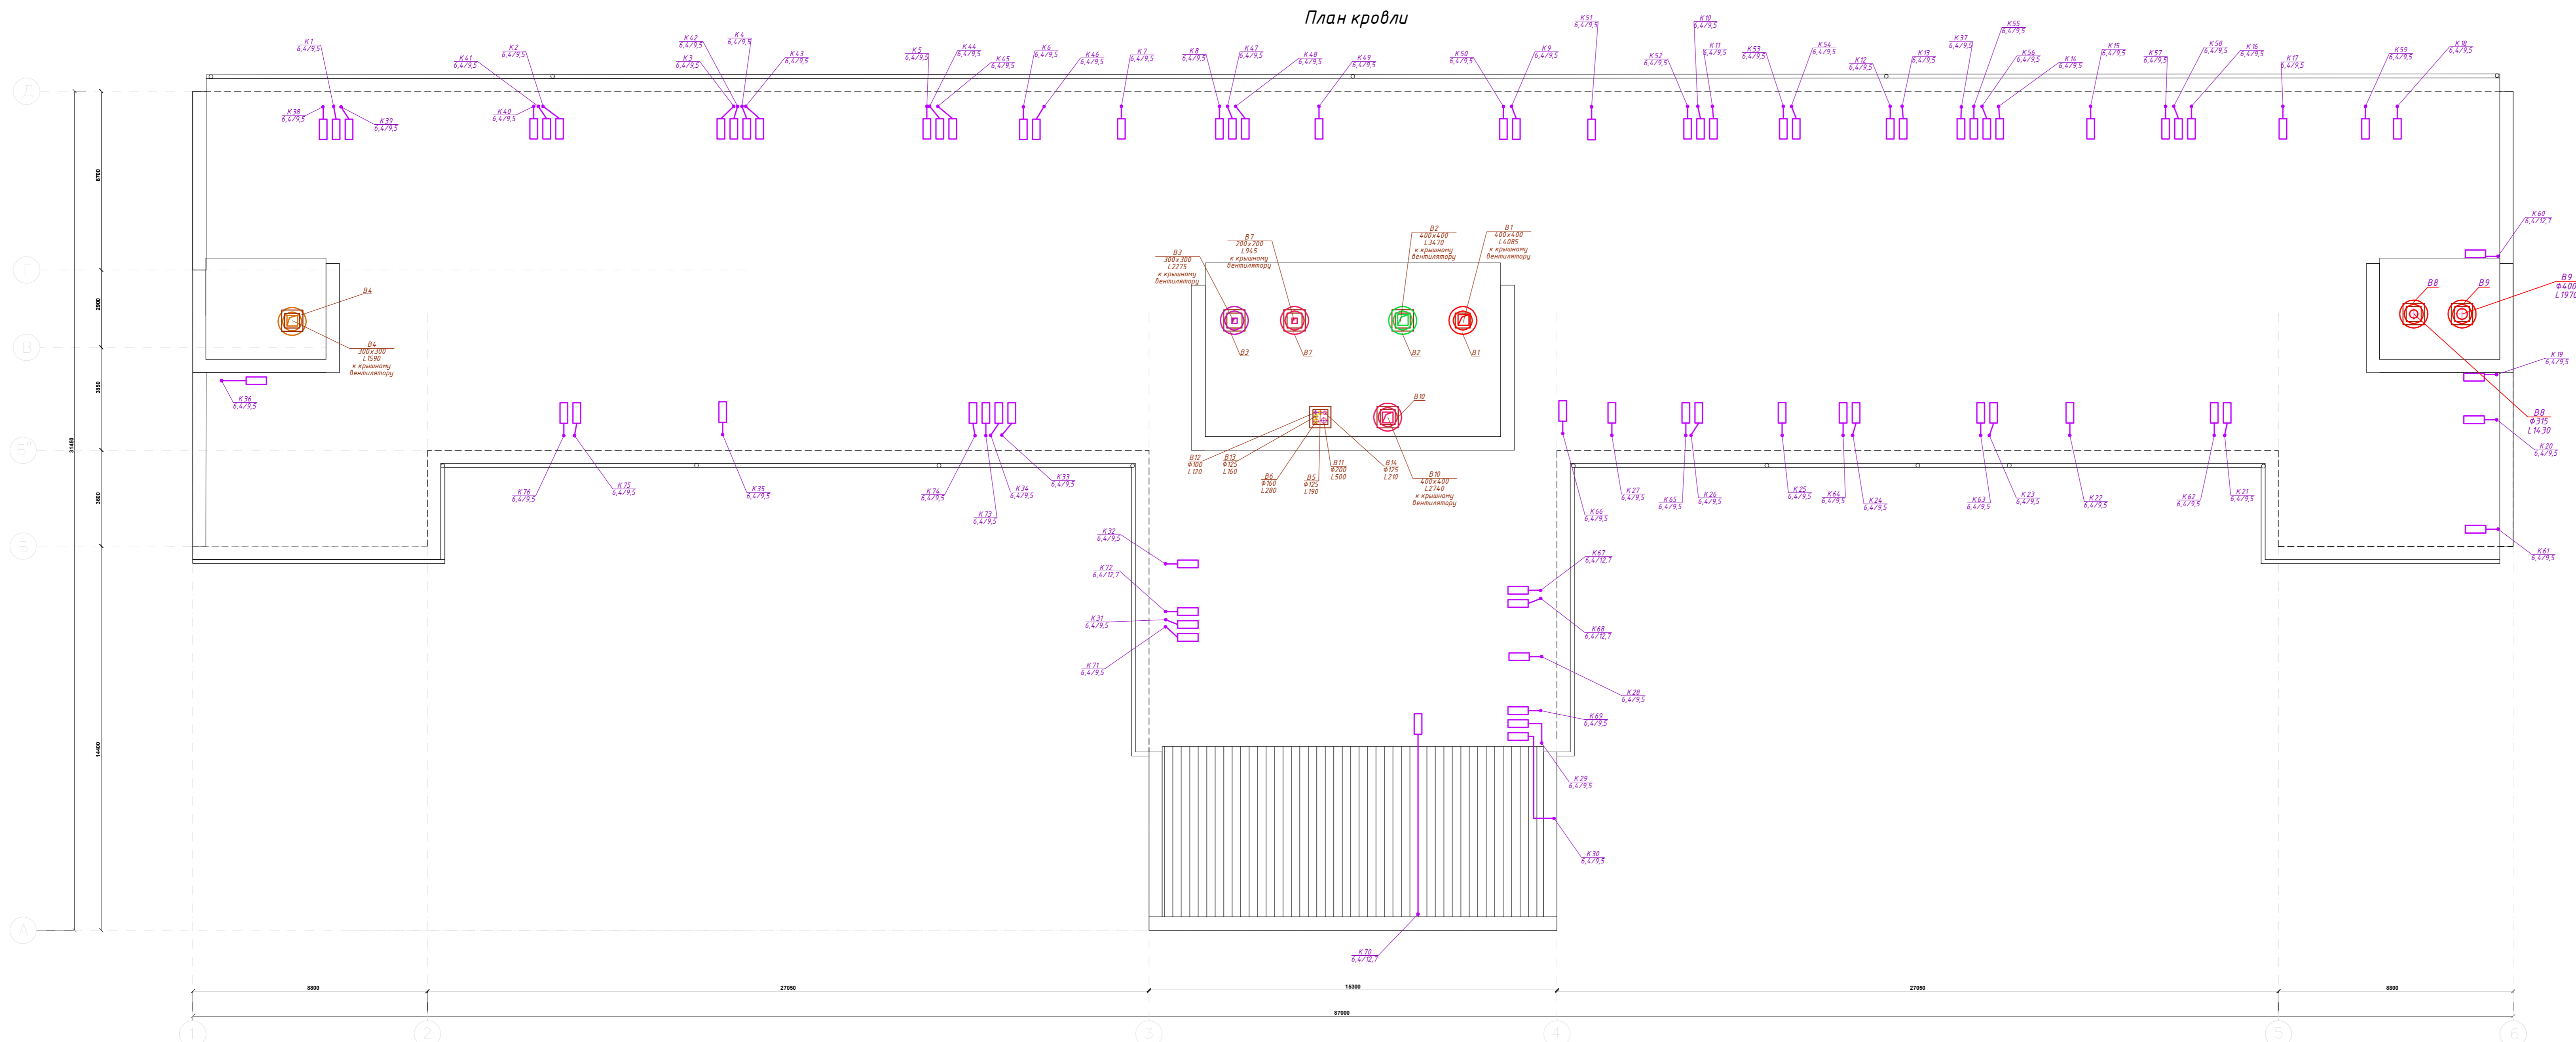 План кровли
К1
6,4/9,5
К2
6,4/9,5
К41
6,4/9,5
К42
6,4/9,5
К4
6,4/9,5
К3
6,4/9,5
К43
6,4/9,5
К5
6,4/9,5
К44
6,4/9,5
К45
6,4/9,5
К6
6,4/9,5
К46
6,4/9,5
К7
6,4/9,5
К8
6,4/9,5
К47
6,4/9,5
К48
6,4/9,5
К49
6,4/9,5
К50
6,4/9,5
К9
6,4/9,5
К51
6,4/9,5
К52
6,4/9,5
К10
6,4/9,5
К11
6,4/9,5
К53
6,4/9,5
К54
6,4/9,5
К12
6,4/9,5
К13
6,4/9,5
К37
6,4/9,5
К55
6,4/9,5
К56
6,4/9,5
К14
6,4/9,5
К15
6,4/9,5
К57
6,4/9,5
К58
6,4/9,5
К16
6,4/9,5
К17
6,4/9,5
К59
6,4/9,5
К18
6,4/9,5
Д
К38
6,4/9,5
К39
6,4/9,5
К40
6,4/9,5
6700
К60
6,4/12,7
Г
В3
300х300
L2275
к крышному
вентилятору
В7
200х200
L945
к крышному
вентилятору
В2
400х400
L3470
к крышному
вентилятору
В1
400х400
L4085
к крышному
вентилятору
В4
2900
В8
В9
В9
Ф400
L1970
В
В4
300х300
L1590
к крышному
вентилятору
В3
В7
В2
В1
К19
6,4/9,5
3850
К36
6,4/9,5
В10
В8
Ф315
L1430
31450
Б"
К20
6,4/9,5
В12
Ф100
L120
В13
Ф125
L160
В6
Ф160
L280
В5
Ф125
L190
В11
Ф200
L500
В14
Ф125
L210
В10
400х400
L2740
к крышному
вентилятору
К76
6,4/9,5
К75
6,4/9,5
К35
6,4/9,5
К74
6,4/9,5
К73
6,4/9,5
К34
6,4/9,5
К33
6,4/9,5
К66
6,4/9,5
К27
6,4/9,5
К65
6,4/9,5
К26
6,4/9,5
К25
6,4/9,5
К64
6,4/9,5
К24
6,4/9,5
К63
6,4/9,5
К23
6,4/9,5
К22
6,4/9,5
К62
6,4/9,5
К21
6,4/9,5
3600
Б
К32
6,4/9,5
К61
6,4/9,5
К72
6,4/12,7
К67
6,4/12,7
К31
6,4/9,5
К68
6,4/12,7
К71
6,4/9,5
К28
6,4/9,5
К69
6,4/9,5
14400
К29
6,4/9,5
К30
6,4/9,5
А
К70
6,4/12,7
8800
27050
15300
27050
8800
87000
1
2
3
4
5
6